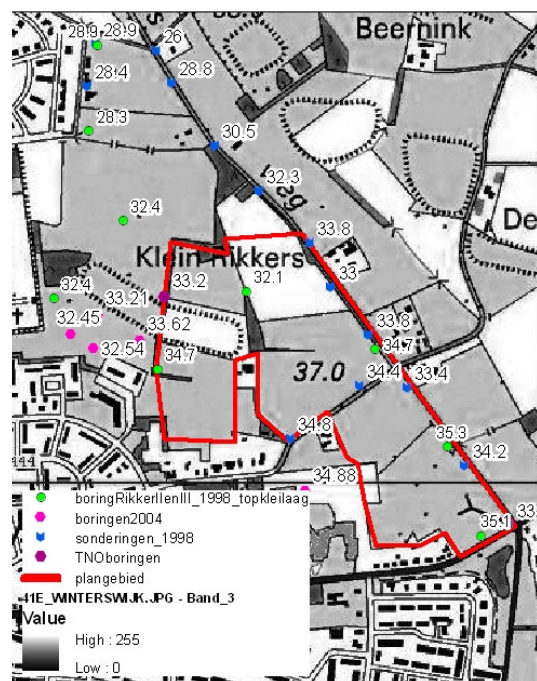 28.9
28.9
26
Beernink
28.4
28.8
28.3
30.5
32.3
32.4
33.8
De
Klein Rikkers
33
33.2
32.1
32.4
33.21
33.8
32.45
33.62
34.7
32.54
34.7
37.0
34.4
33.4
34.8
35.3
34.2
34.88
35.1
33.
boringRikkerIIenIII_1998_topkleilaag
boringen2004
sonderingen_1998
TNOboringen
plangebied
41E_WINTERSWIJK.JPG - Band_3
Value
High : 255
Low : 0